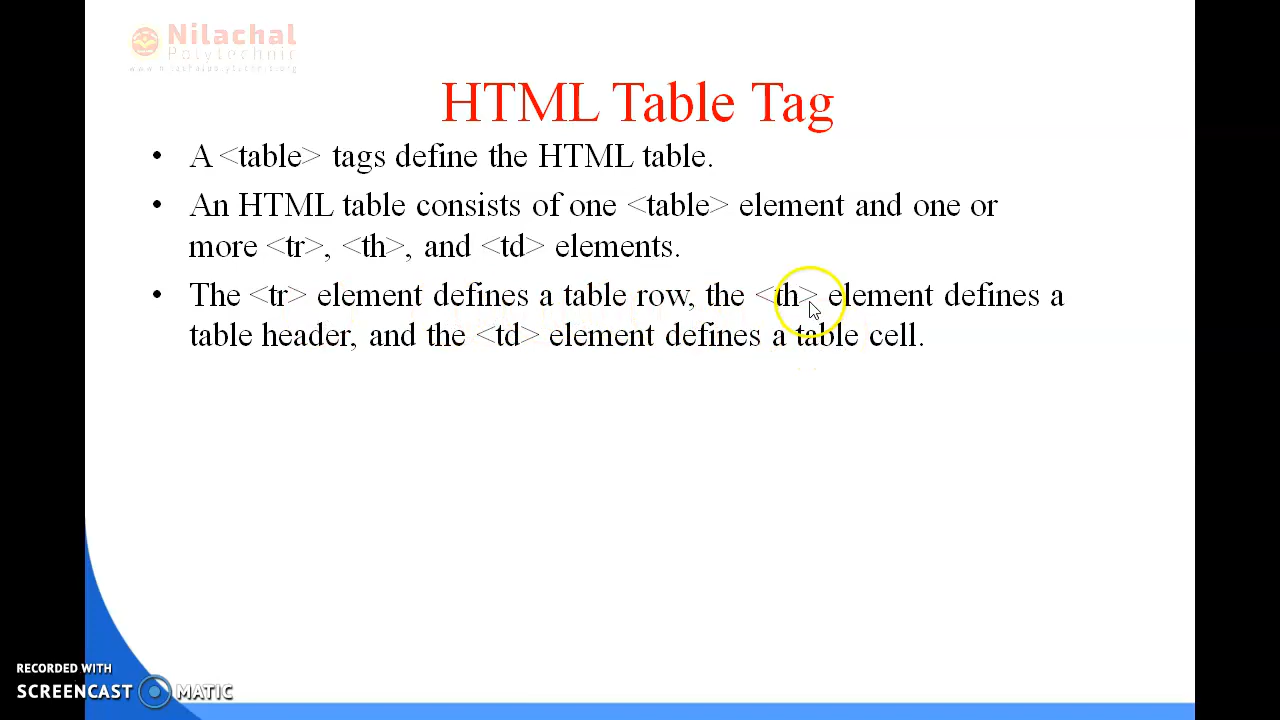 Nilachal
Polytechnic
HTML Table Tag
• A <table> tags define the HTML table.
• An HTML table consists of one <table> element and one or
more <tr>, <th>, and <td> elements.
• The <tr> element defines a table row, the <th> element defines a
table header, and the <td> element defines a table cell.
RECORDED WITH
SCREENCAST MATIC